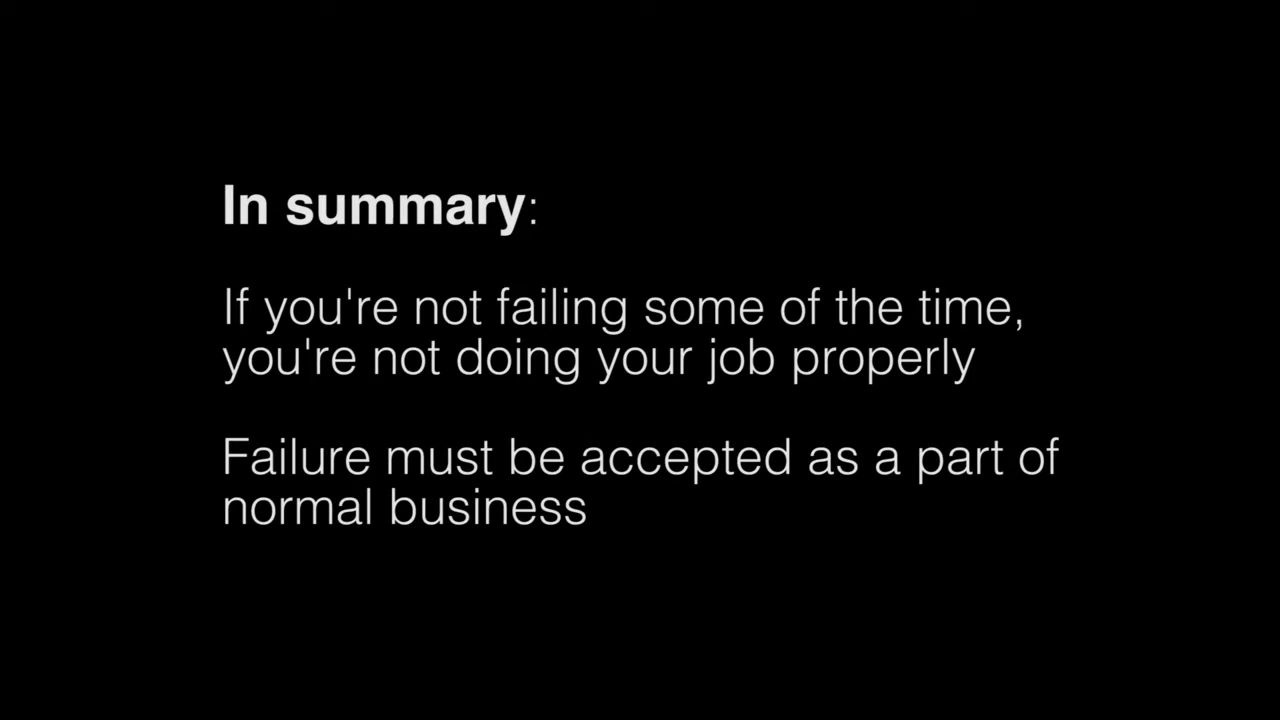 In summary:
If you're not failing some of the time,
you're not doing your job properly
Failure must be accepted as a part of
normal business